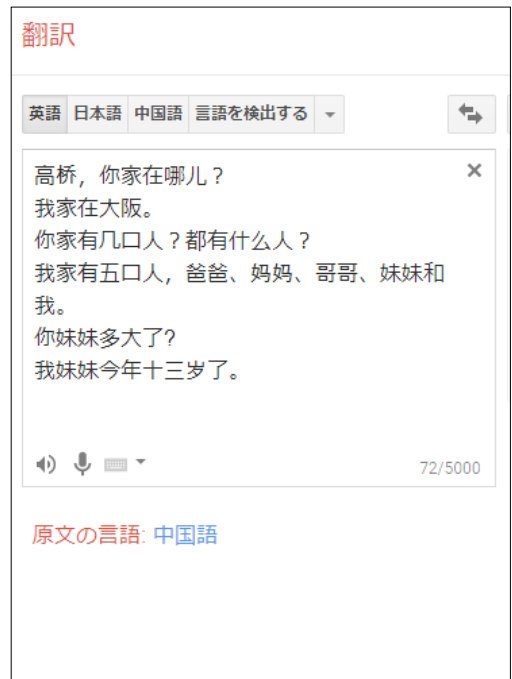 翻訳
英語 日本語 中国語 言語を検出する
高桥，你家在哪儿？
我家在大阪。
你家有几口人？都有什么人？
我家有五口人，爸爸、妈妈、哥哥、妹妹和
我。
你妹妹多大了?
我妹妹今年十三岁了。
72/5000
原文の言語: 中国語